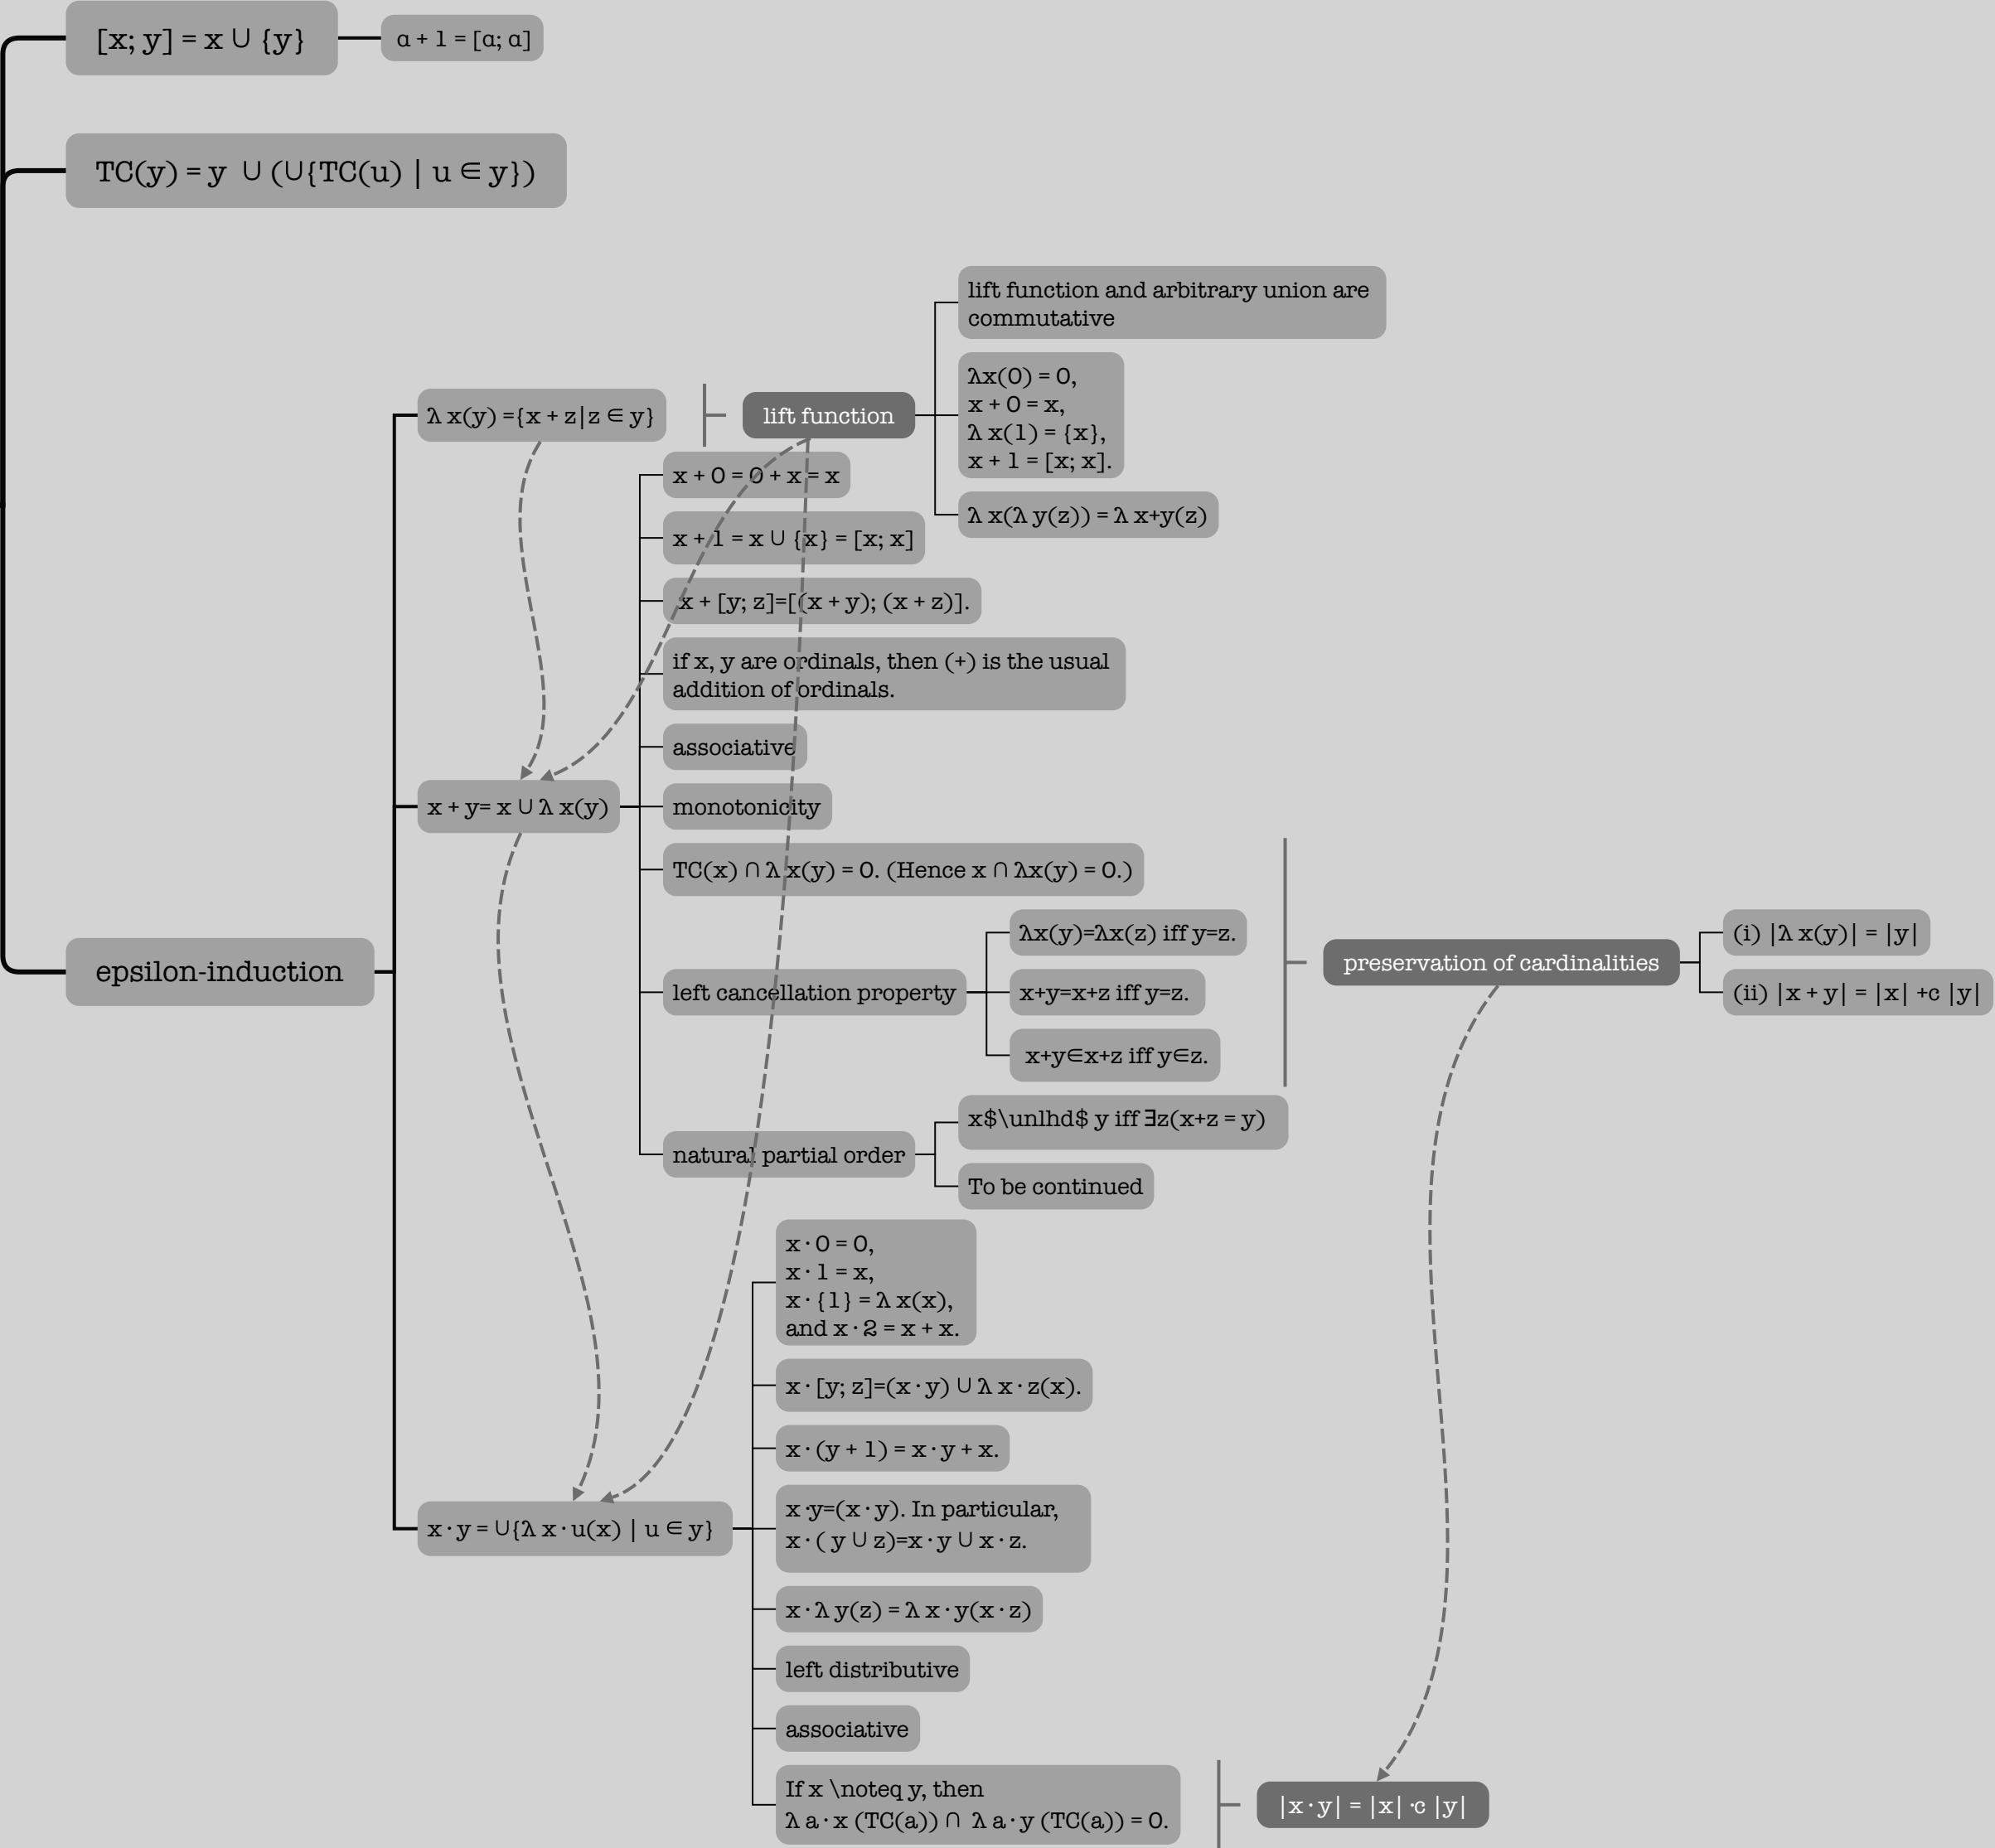 [x; y] = x ∪ {y}
α + 1 = [α; α]
TC(y) = y ∪ (∪{TC(u) | u ∈ y})
epsilon-induction
λ x(y) ={x + z|z ∈ y}
lift function
lift function and arbitrary union are
commutative
λx(0) = 0,
x + 0 = x,
λ x(1) = {x},
x + 1 = [x; x].
λ x(λ y(z)) = λ x+y(z)
x + y= x ∪ λ x(y)
x + 0 = 0 + x = x
x + 1 = x ∪ {x} = [x; x]
x + [y; z]=[(x + y); (x + z)].
if x, y are ordinals, then (+) is the usual
addition of ordinals.
associative
monotonicity
TC(x) ∩ λ x(y) = 0. (Hence x ∩ λx(y) = 0.)
left cancellation property
λx(y)=λx(z) iff y=z.
x+y=x+z iff y=z.
x+y∈x+z iff y∈z.
preservation of cardinalities
(i) |λ x(y)| = |y|
(ii) |x + y| = |x| +c |y|
natural partial order
x$\unlhd$ y iff ∃z(x+z = y)
To be continued
x · y = ∪{λ x · u(x) | u ∈ y}
x · 0 = 0,
x · 1 = x,
x · {1} = λ x(x),
and x · 2 = x + x.
x · [y; z]=(x · y) ∪ λ x · z(x).
x · (y + 1) = x · y + x.
x ·y=(x · y). In particular,
x · ( y ∪ z)=x · y ∪ x · z.
x · λ y(z) = λ x · y(x · z)
left distributive
associative
If x \noteq y, then
λ a · x (TC(a)) ∩ λ a · y (TC(a)) = 0.
|x · y| = |x| ·c |y|